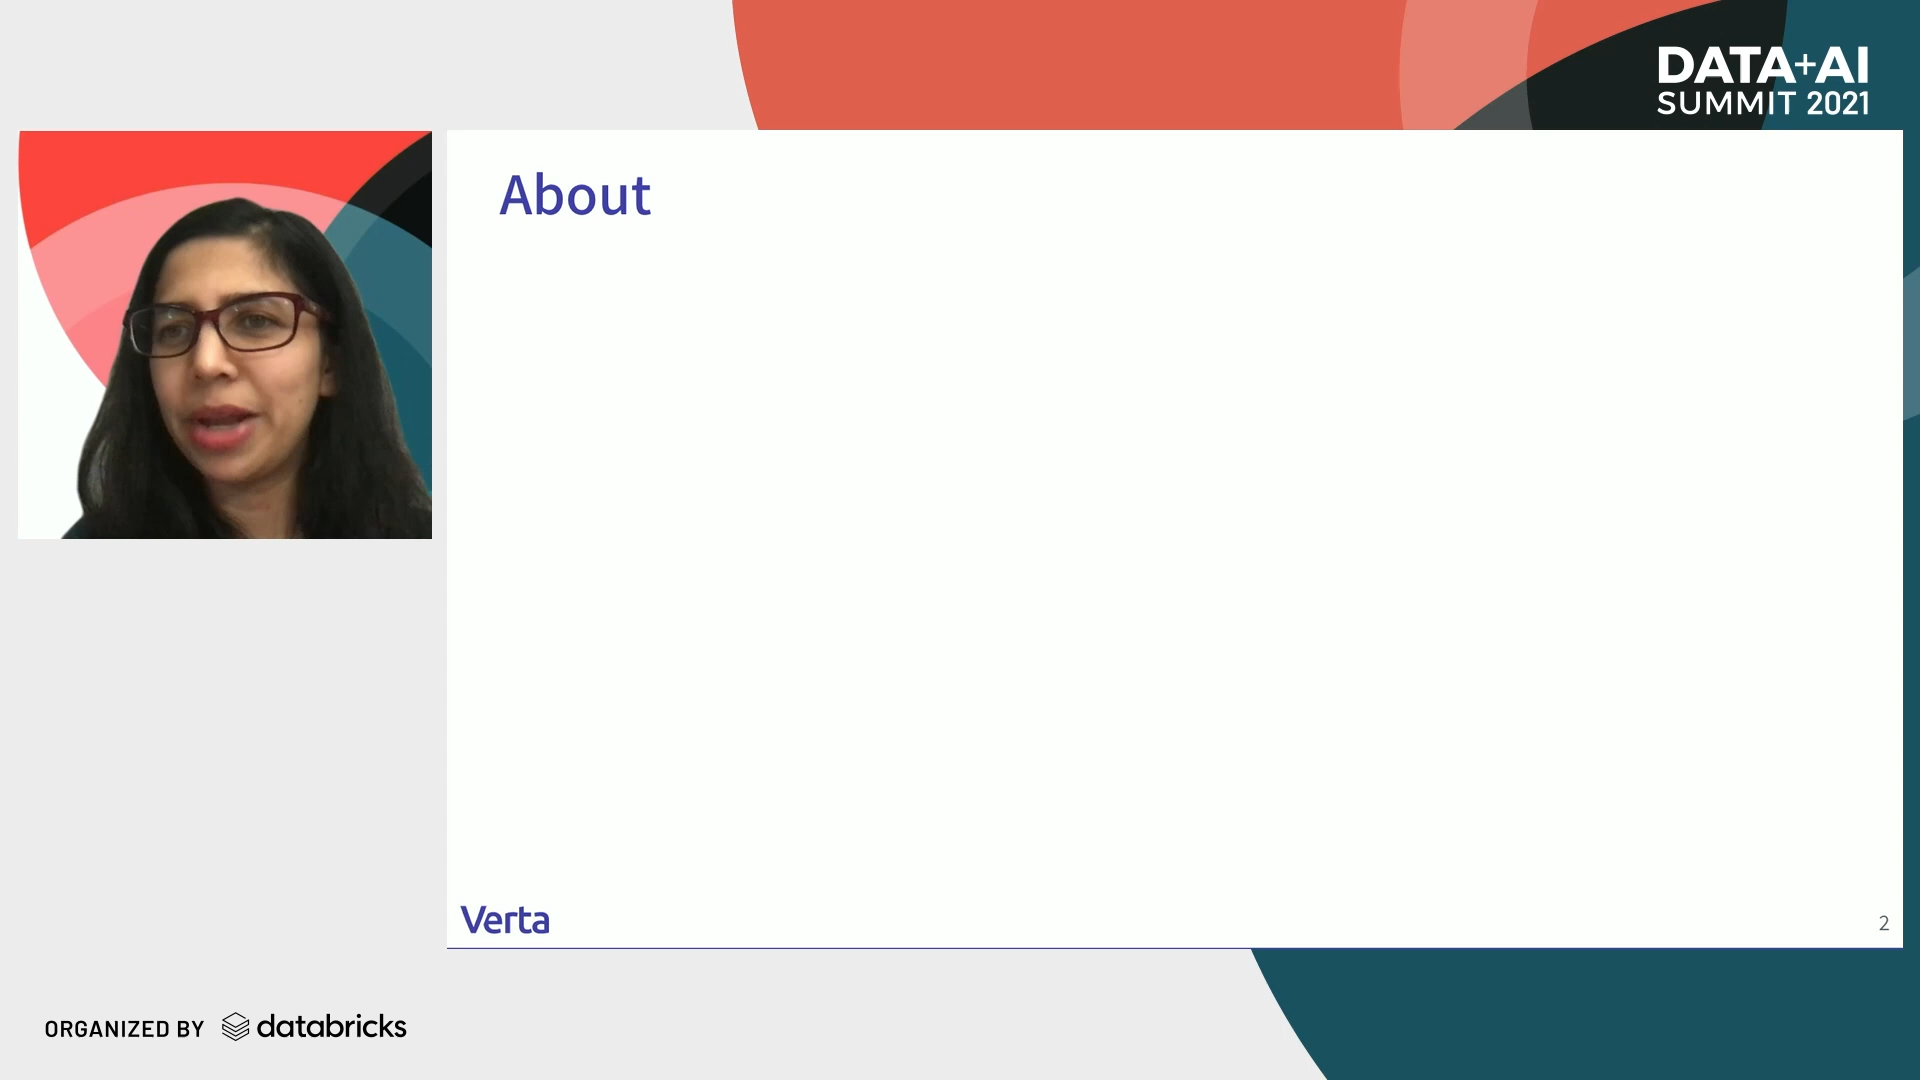 DATA+AI
SUMMIT 2021
About
Verta
2
ORGANIZED BY databricks